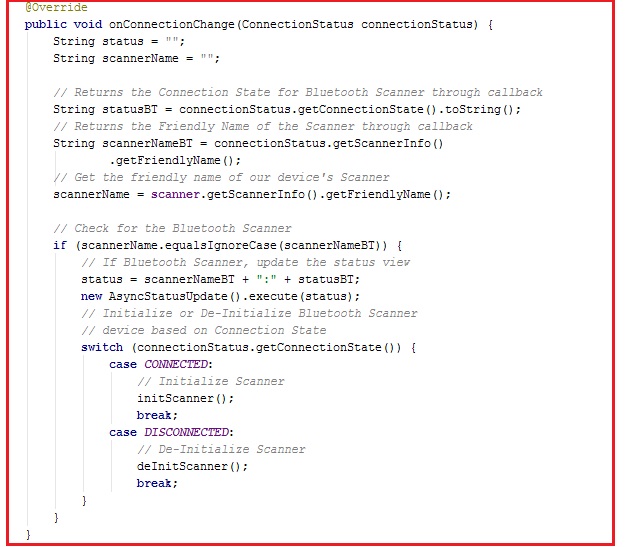 @Override
public void onConnectionChange(ConnectionStatus connectionStatus) {
    String status = "";
    String scannerName = "";

    // Returns the Connection State for Bluetooth Scanner through callback
    String statusBT = connectionStatus.getConnectionState().toString();
    // Returns the Friendly Name of the Scanner through callback
    String scannerNameBT = connectionStatus.getScannerInfo()
            .getFriendlyName();
    // Get the friendly name of our device's Scanner
    scannerName = scanner.getScannerInfo().getFriendlyName();

    // Check for the Bluetooth Scanner
    if (scannerName.equalsIgnoreCase(scannerNameBT)) {
        // If Bluetooth Scanner, update the status view
        status = scannerNameBT + ":" + statusBT;
        new AsyncStatusUpdate().execute(status);
        // Initialize or De-Initialize Bluetooth Scanner
        // device based on Connection State
        switch (connectionStatus.getConnectionState()) {
            case CONNECTED:
                // Initialize Scanner
                initScanner();
                break;
            case DISCONNECTED:
                // De-Initialize Scanner
                deInitScanner();
                break;
        }
    }
}